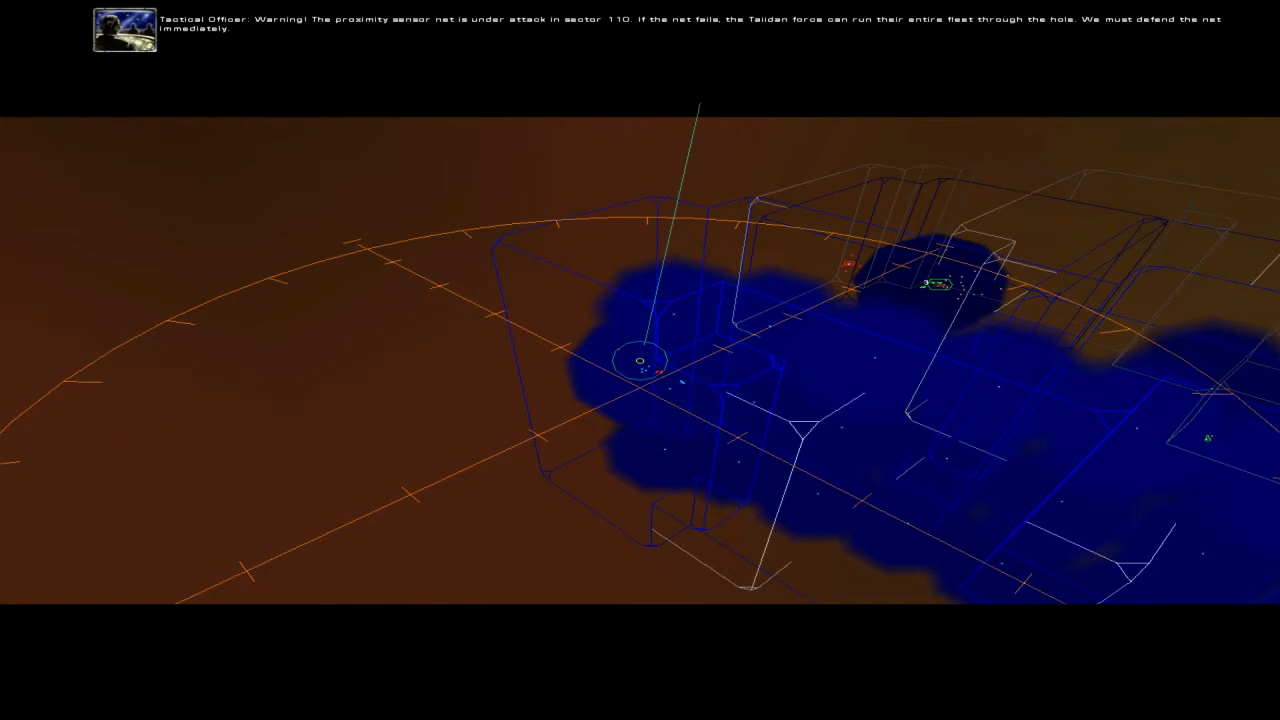 Tactical Officer: Warning! The proximity sensor net is under attack in sector 110. If the net fails, the Taiidan force can run their entire fleet through the hole. We must defend the net
immediately.